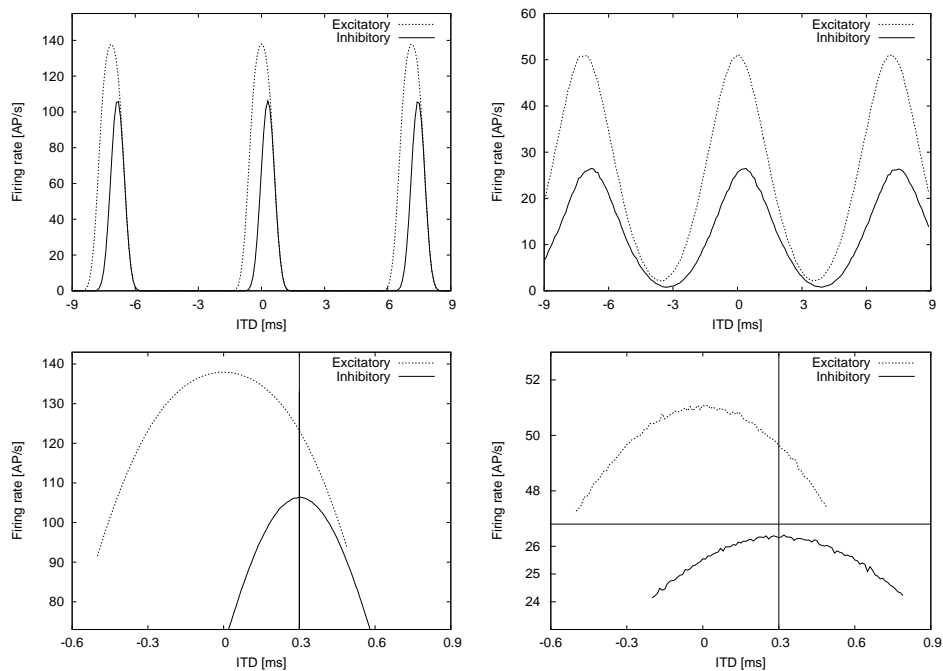 Excitatory
Inhibitory
Firing rate [AP/s]
140
120
100
80
60
40
20
0
-9 -6 -3 0 3 6 9
ITD [ms]
Excitatory
Inhibitory
Firing rate [AP/s]
60
50
40
30
20
10
0
-9 -6 -3 0 3 6 9
ITD [ms]
Excitatory
Inhibitory
Firing rate [AP/s]
140
130
120
110
100
90
80
-0.6 -0.3 0 0.3 0.6 0.9
ITD [ms]
Excitatory
Inhibitory
Firing rate [AP/s]
52
50
48
26
24
-0.6 -0.3 0 0.3 0.6 0.9
ITD [ms]